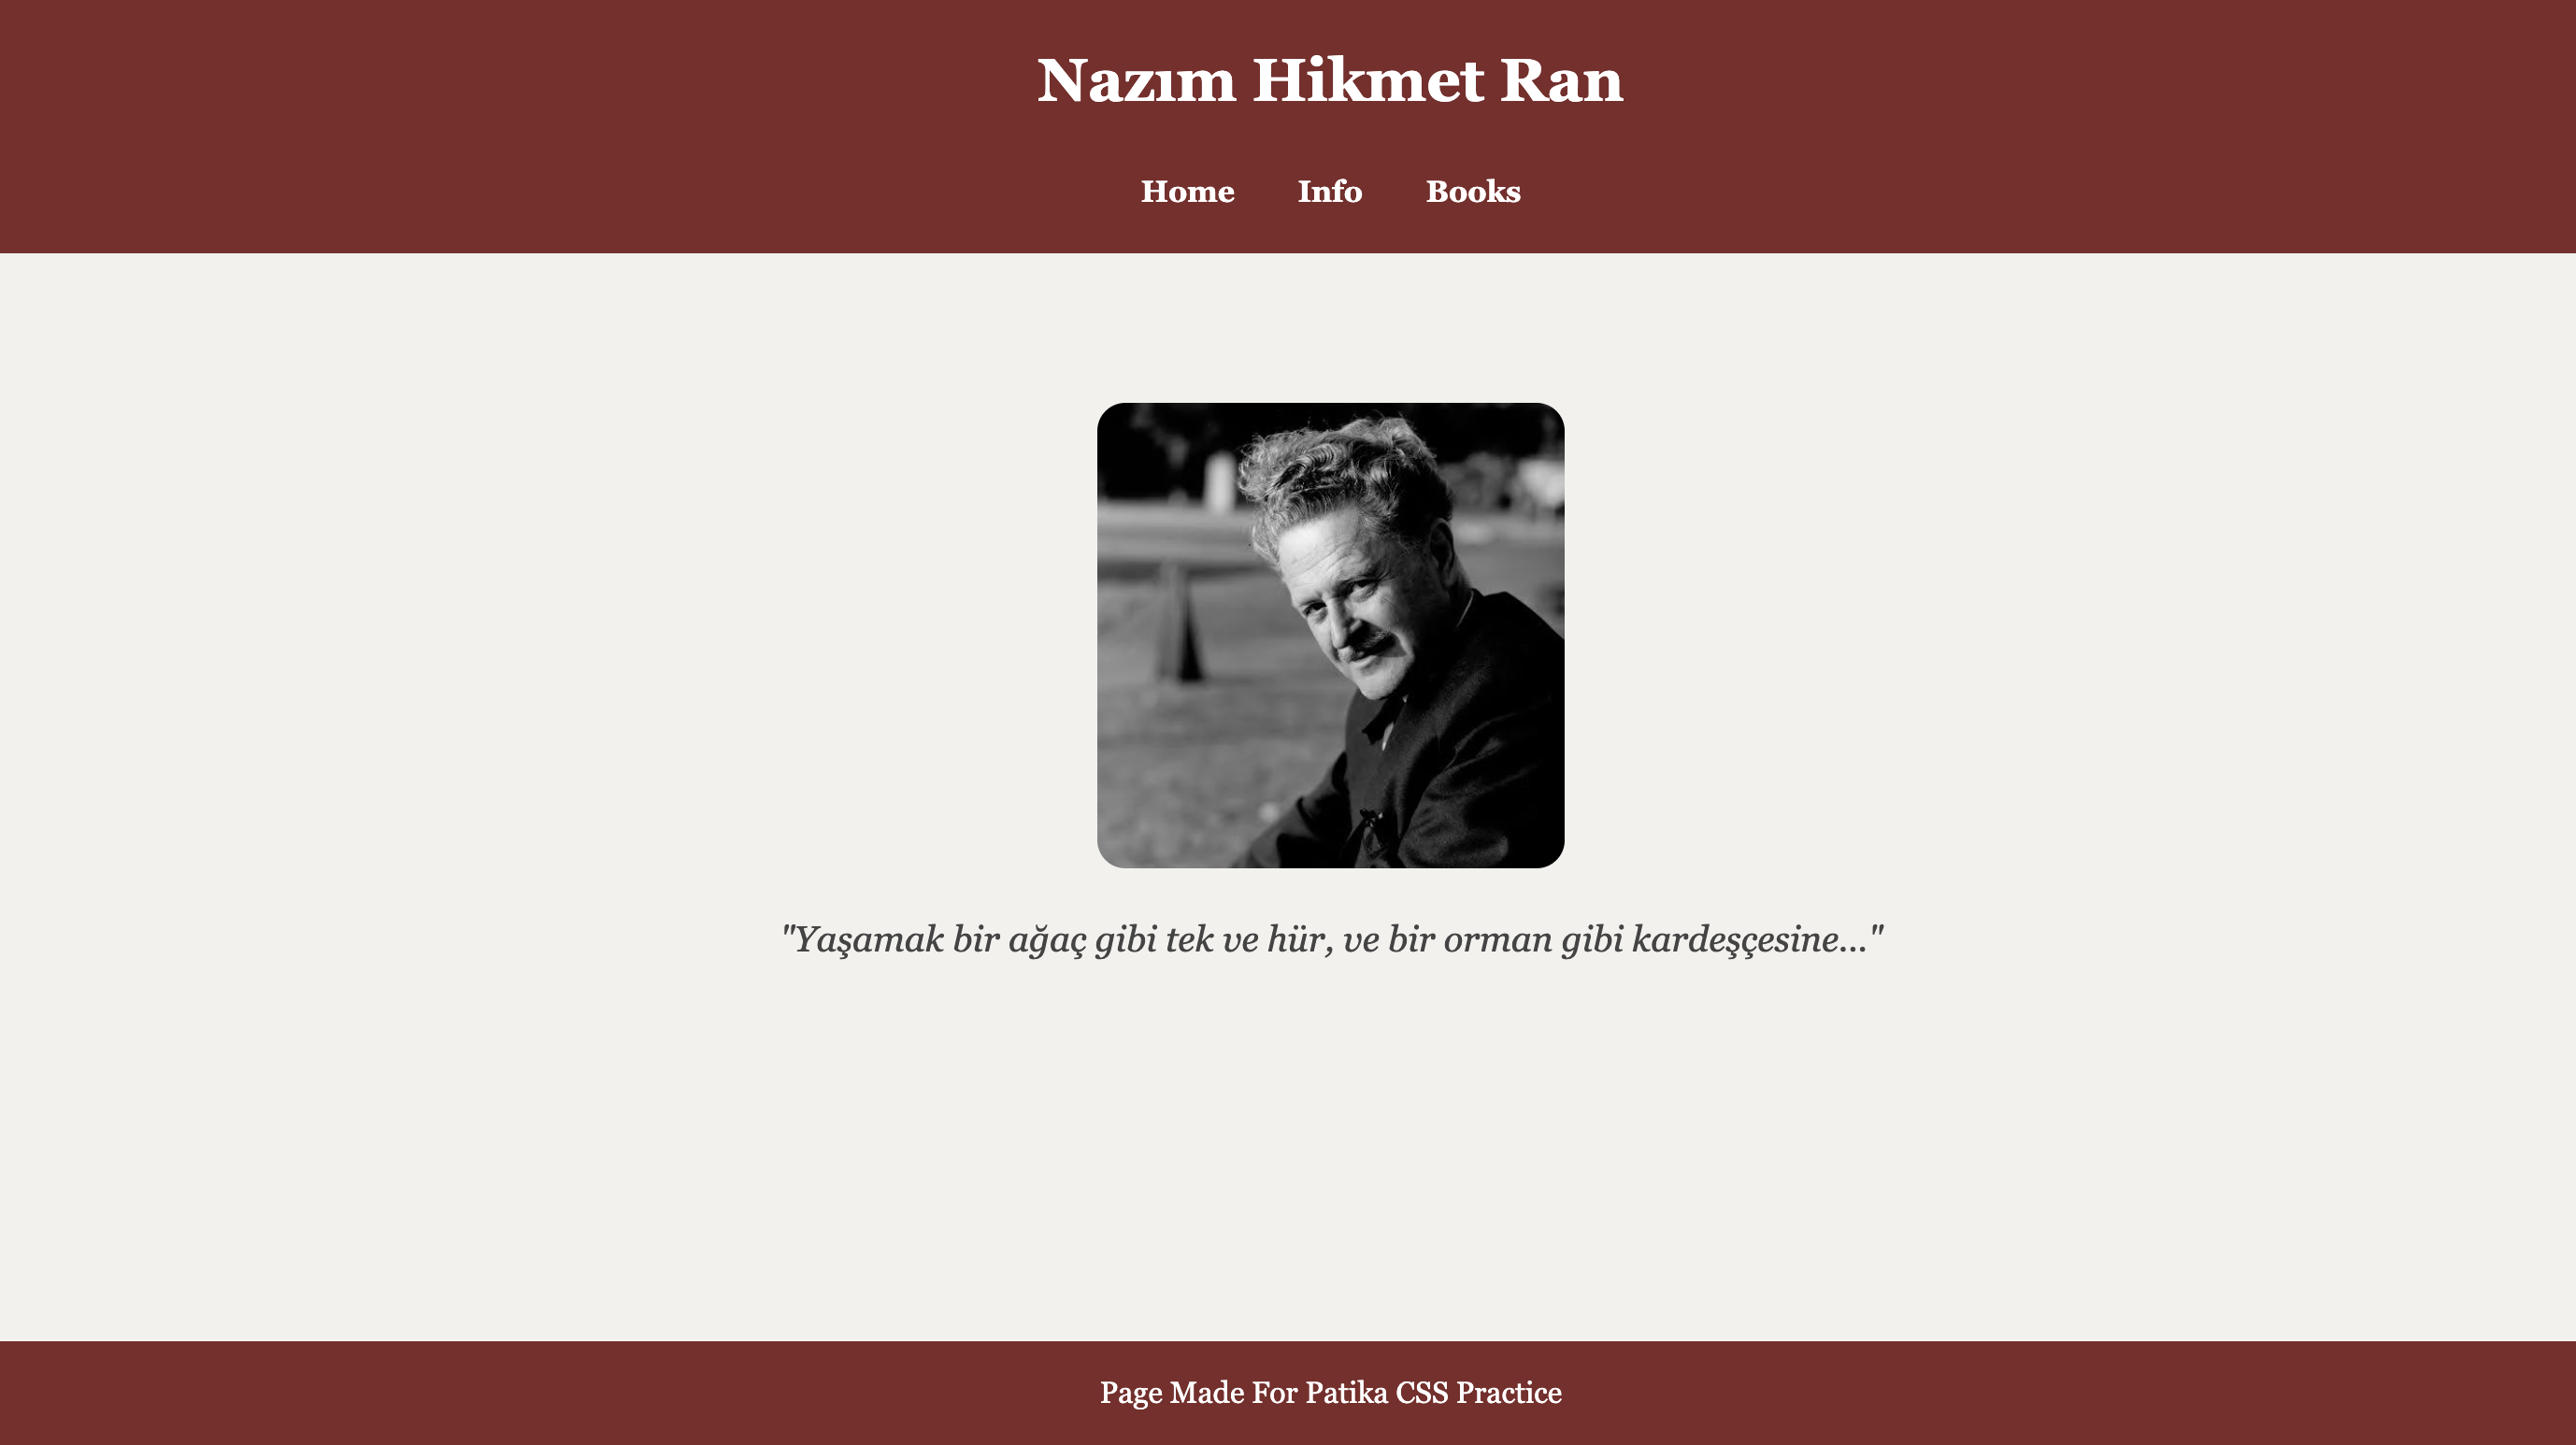 Nazım Hikmet Ran
Home Info Books
"Yaşamak bir ağaç gibi tek ve hür, ve bir orman gibi kardeşçesine..."
Page Made For Patika CSS Practice